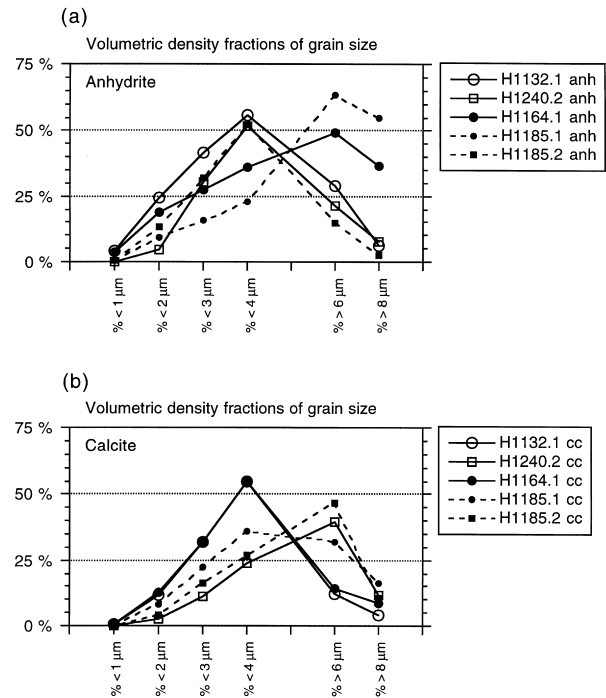 (a)
Volumetric density fractions of grain size
75 %
50 %
25 %
0 %
Anhydrite
% < 1 µm
% < 2 µm
% < 3 µm
% < 4 µm
% > 6 µm
% > 8 µm
H1132.1 anh
H1240.2 anh
H1164.1 anh
H1185.1 anh
H1185.2 anh
(b)
Volumetric density fractions of grain size
75 %
50 %
25 %
0 %
Calcite
% < 1 µm
% < 2 µm
% < 3 µm
% < 4 µm
% > 6 µm
% > 8 µm
H1132.1 cc
H1240.2 cc
H1164.1 cc
H1185.1 cc
H1185.2 cc